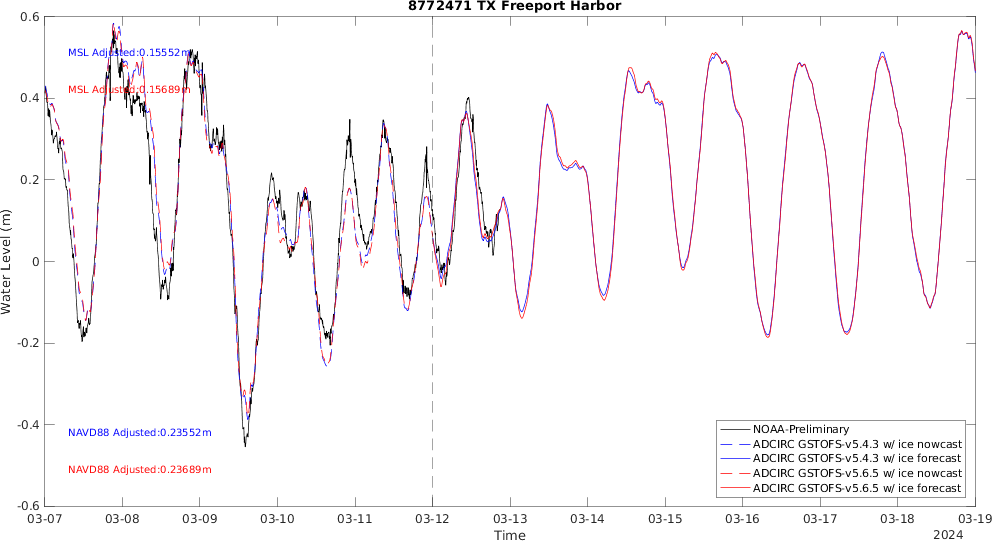 8772471 TX Freeport Harbor
0.6
0.4
0.2
0
-0.2
-0.4
-0.6
Water Level (m)
MSL Adjusted:0.15552m
MSL Adjusted:0.15689m
NAVD88 Adjusted:0.23552m
NAVD88 Adjusted:0.23689m
NOAA-Preliminary
ADCIRC GSTOFS-v5.4.3 w/ ice nowcast
ADCIRC GSTOFS-v5.4.3 w/ ice forecast
ADCIRC GSTOFS-v5.6.5 w/ ice nowcast
ADCIRC GSTOFS-v5.6.5 w/ ice forecast
03-07 03-08 03-09 03-10 03-11 03-12 03-13 03-14 03-15 03-16 03-17 03-18 03-19
Time
2024